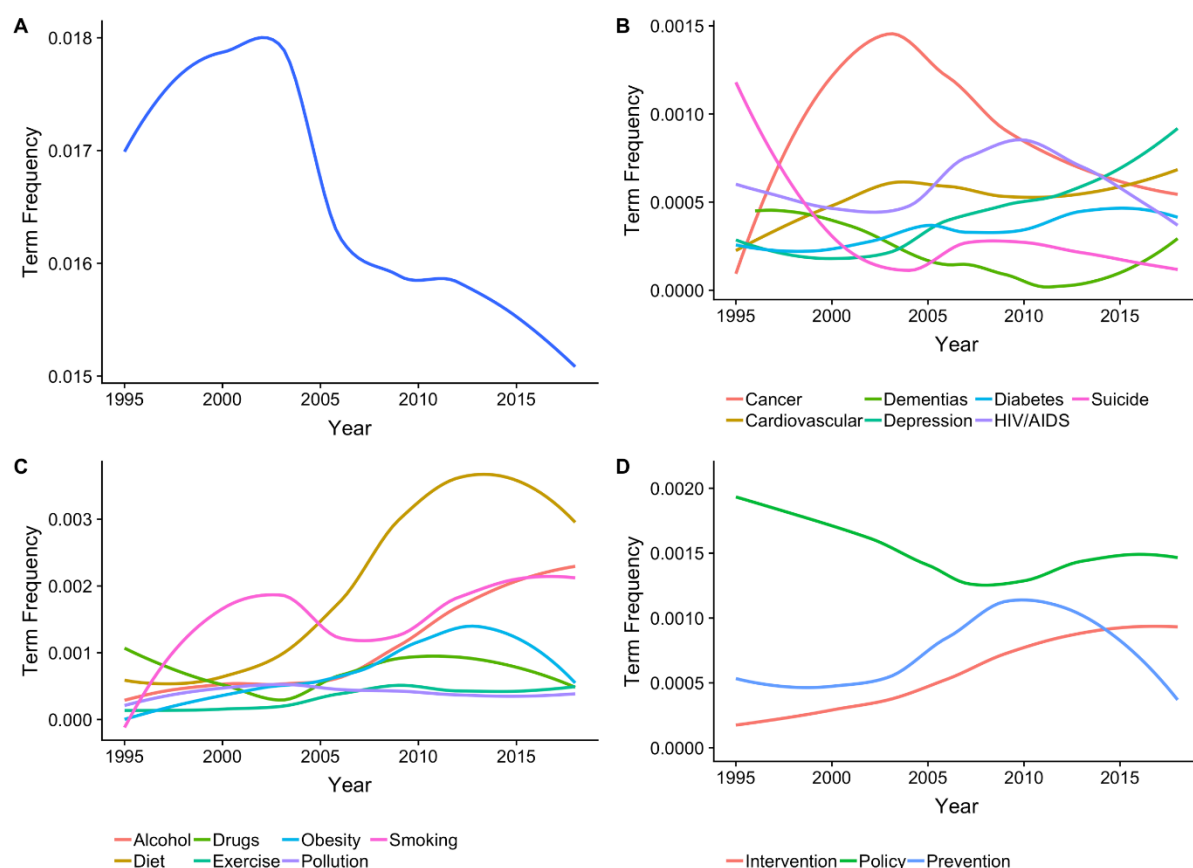 A
0.018
0.017
0.016
0.015
Term Frequency
1995 2000 2005 2010 2015
Year
B
0.0015
0.0010
0.0005
0.0000
Term Frequency
1995 2000 2005 2010 2015
Year
Cancer Dementias Diabetes Suicide
Cardiovascular Depression HIV/AIDS
C
0.003
0.002
0.001
0.000
Term Frequency
1995 2000 2005 2010 2015
Year
Alcohol Drugs Obesity Smoking
Diet Exercise Pollution
D
0.0020
0.0015
0.0010
0.0005
0.0000
Term Frequency
1995 2000 2005 2010 2015
Year
Intervention Policy Prevention